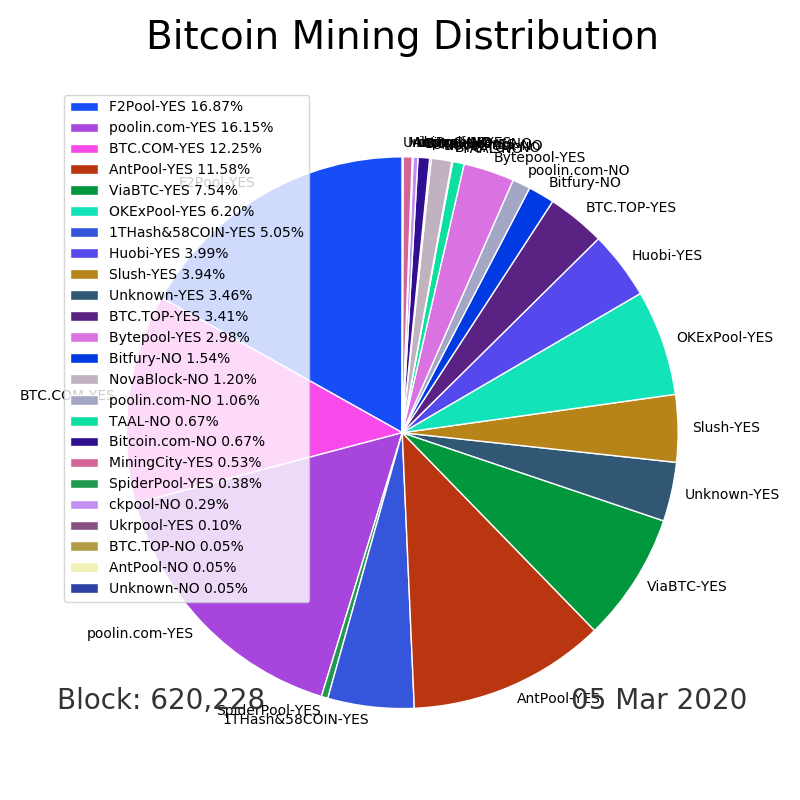 Bitcoin Mining Distribution
F2Pool-YES 16.87%
poolin.com-YES 16.15%
BTC.COM-YES 12.25%
AntPool-YES 11.58%
ViaBTC-YES 7.54%
OKExPool-YES 6.20%
1THash&58COIN-YES 5.05%
Huobi-YES 3.99%
Slush-YES 3.94%
Unknown-YES 3.46%
BTC.TOP-YES 3.41%
Bytepool-YES 2.98%
Bitfury-NO 1.54%
NovaBlock-NO 1.20%
poolin.com-NO 1.06%
TAAL-NO 0.67%
Bitcoin.com-NO 0.67%
MiningCity-YES 0.53%
SpiderPool-YES 0.38%
ckpool-NO 0.29%
Ukrpool-YES 0.10%
BTC.TOP-NO 0.05%
AntPool-NO 0.05%
Unknown-NO 0.05%
F2Pool-YES
BTC.COM-YES
poolin.com-YES
SpiderPool-YES
1THash&58COIN-YES
AntPool-YES
ViaBTC-YES
Unknown-YES
Slush-YES
OKExPool-YES
Huobi-YES
BTC.TOP-YES
Bitfury-NO
poolin.com-NO
Bytepool-YES
Block: 620,228
05 Mar 2020